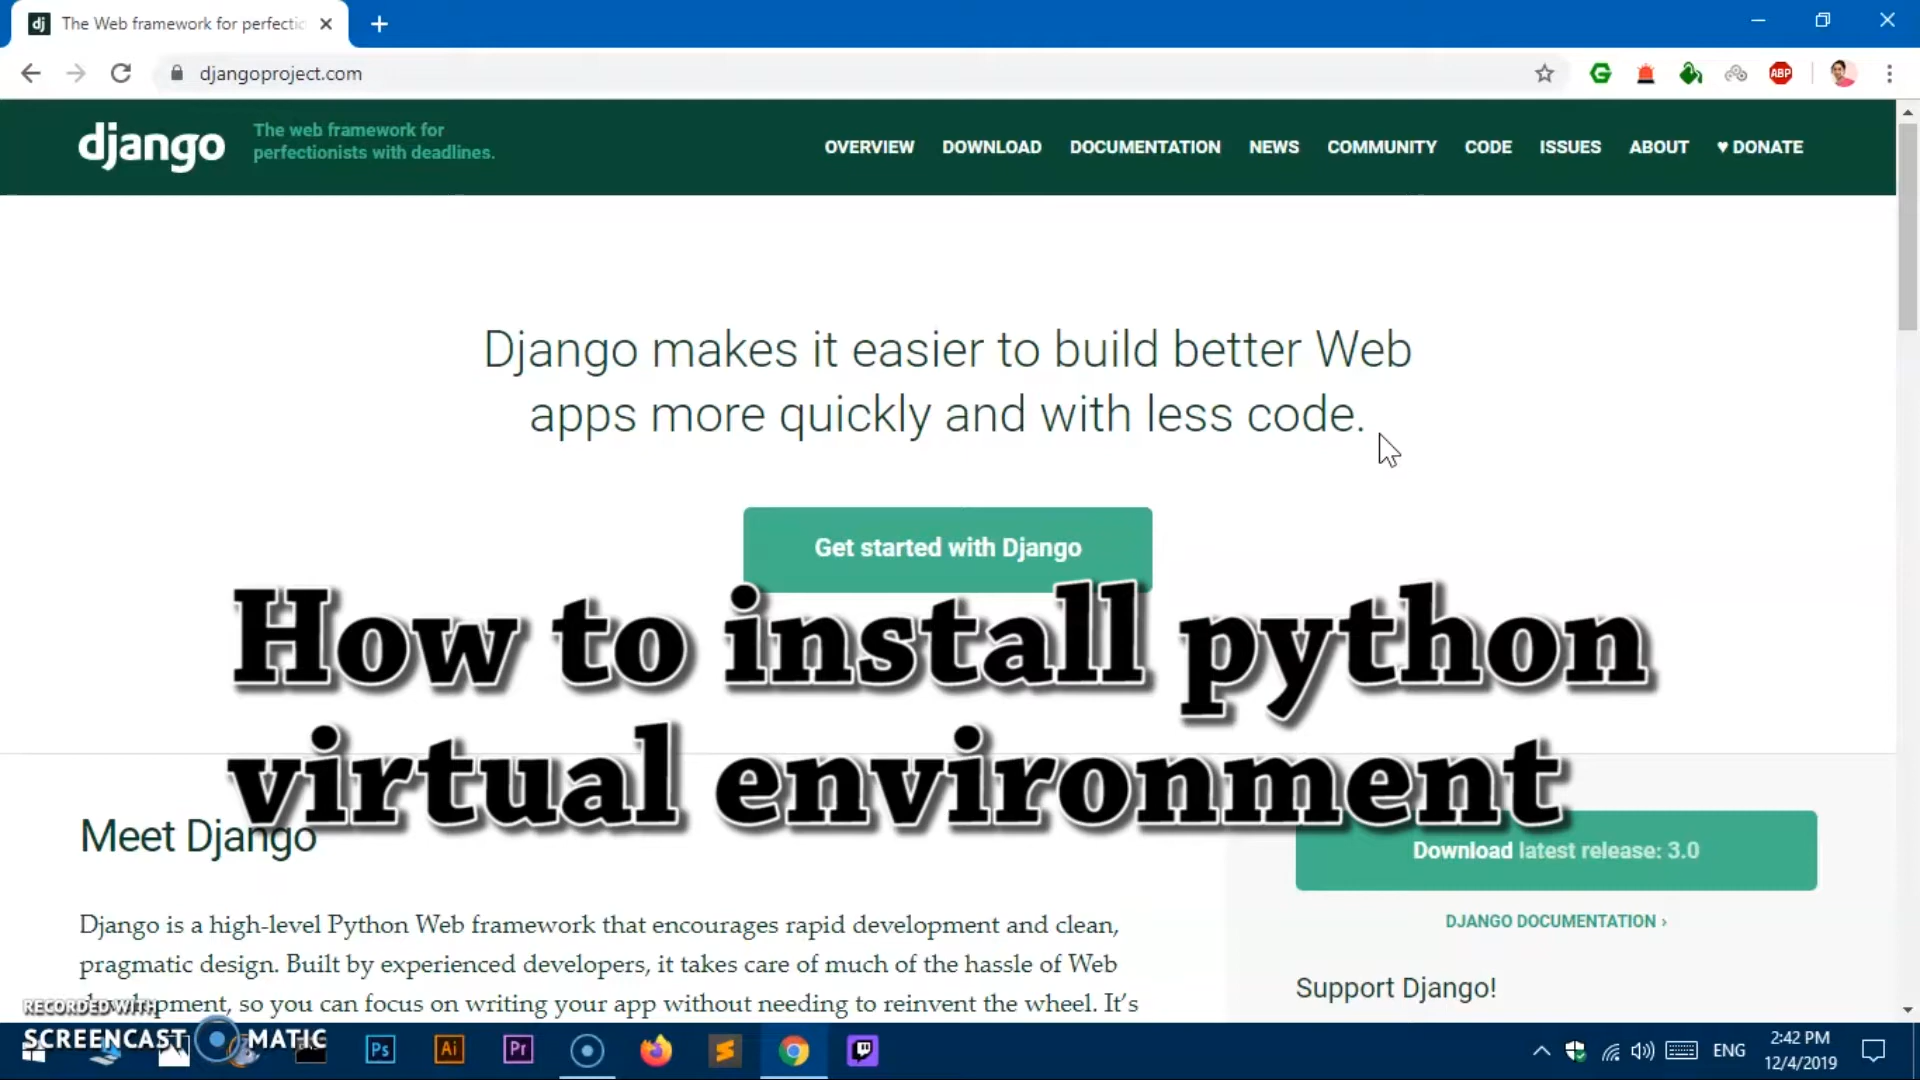 The Web framework for perfectio
djangoproject.com
ABP
django
The web framework for
perfectionists with deadlines.
OVERVIEW DOWNLOAD DOCUMENTATION NEWS COMMUNITY CODE ISSUES ABOUT ♥ DONATE
Django makes it easier to build better Web
apps more quickly and with less code.
Get started with Django
How to install python
virtual environment
Meet Django
Download latest release: 3.0
Django is a high-level Python Web framework that encourages rapid development and clean,
DJANGO DOCUMENTATION ›
pragmatic design. Built by experienced developers, it takes care of much of the hassle of Web
Support Django!
, so you can focus on writing your app without needing to reinvent the wheel. It's
RECORDED WITH
SCREENCAST MATIC
Ps Ai Pr
ENG
2:42 PM
12/4/2019